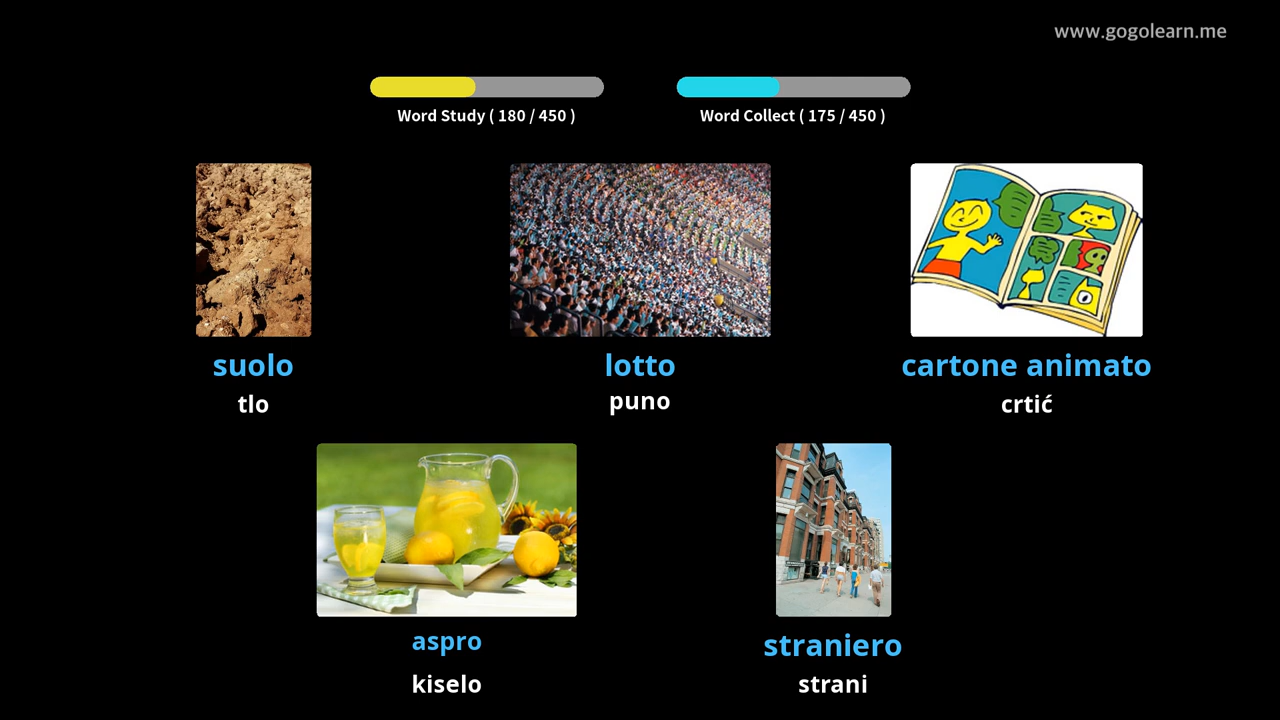 www.gogolearn.me
Word Study ( 180 / 450 )
Word Collect ( 175 / 450 )
suolo
tlo
lotto
puno
cartone animato
crtić
aspro
kiselo
straniero
strani